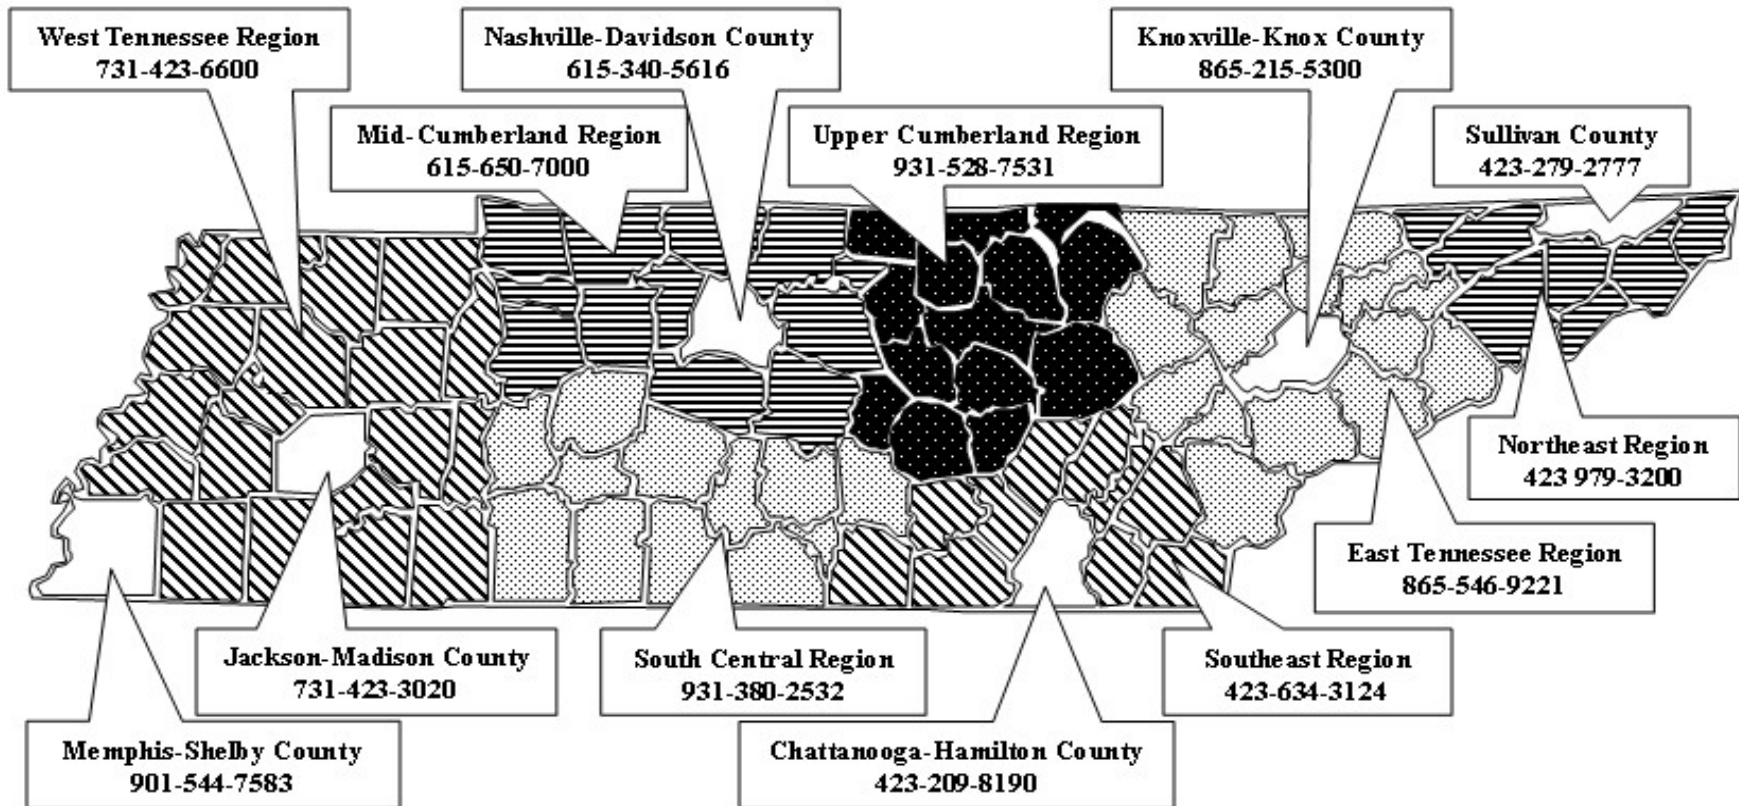 West Tennessee Region
731-423-6600
Nashville-Davidson County
615-340-5616
Knoxville-Knox County
865-215-5300
Mid-Cumberland Region
615-650-7000
Upper Cumberland Region
931-528-7531
Sullivan County
423-279-2777
Northeast Region
423 979-3200
East Tennessee Region
865-546-9221
Jackson-Madison County
731-423-3020
South Central Region
931-380-2532
Southeast Region
423-634-3124
Memphis-Shelby County
901-544-7583
Chattanooga-Hamilton County
423-209-8190